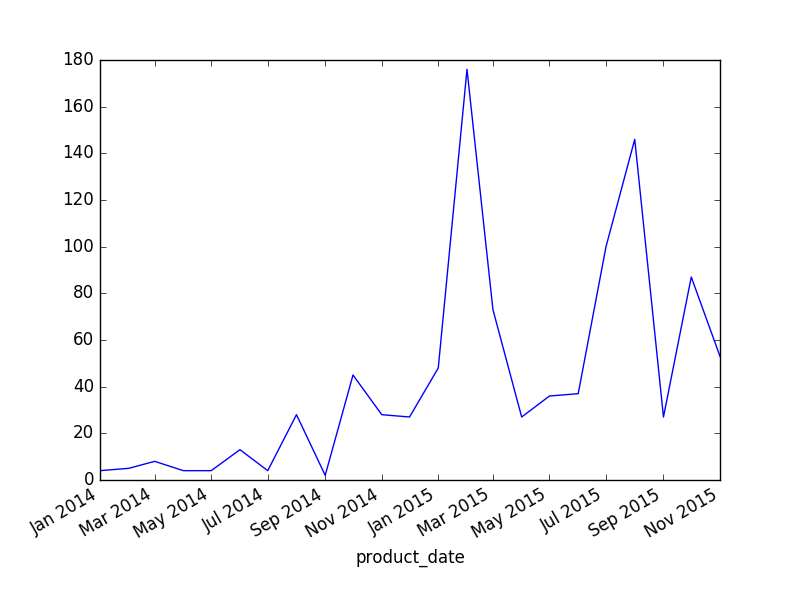 180
160
140
120
100
80
60
40
20
0
Jan 2014
Mar 2014
May 2014
Jul 2014
Sep 2014
Nov 2014
Jan 2015
Mar 2015
May 2015
Jul 2015
Sep 2015
Nov 2015
product_date